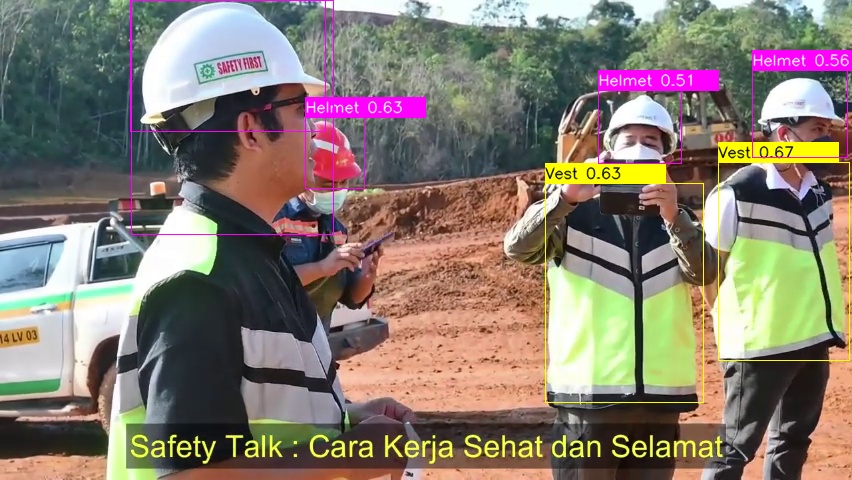 SAFETY FIRST
Helmet 0.63
Helmet 0.51
Helmet 0.56
Vest 0.63
Vest 0.67
14 LV 03
Safety Talk : Cara Kerja Sehat dan Selamat